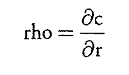 rho = ∂c/∂r